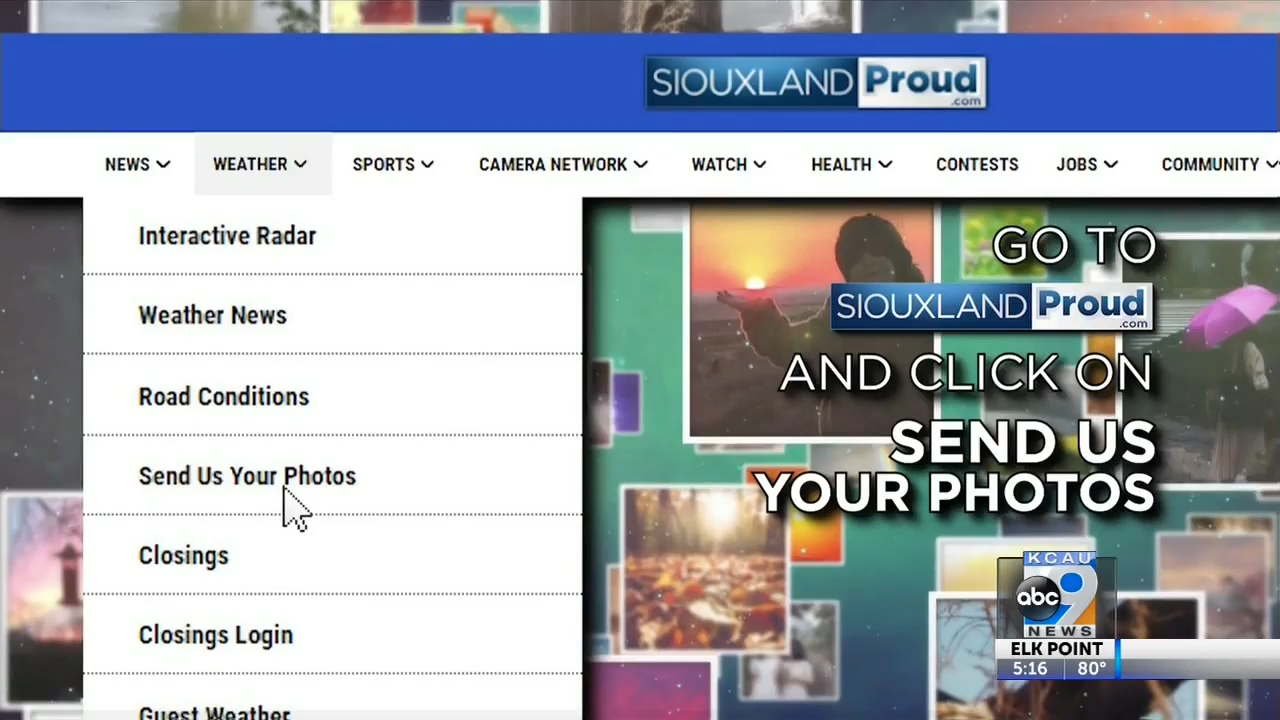 SIOUXLAND Proud
.com
NEWS WEATHER SPORTS CAMERA NETWORK WATCH HEALTH CONTESTS JOBS COMMUNITY
Interactive Radar
Weather News
Road Conditions
Send Us Your Photos
Closings
Closings Login
Guest Weather
GO TO
SIOUXLAND Proud
.com
AND CLICK ON
SEND US
YOUR PHOTOS
KCAU
abc 9
NEWS
ELK POINT
5:16 80°